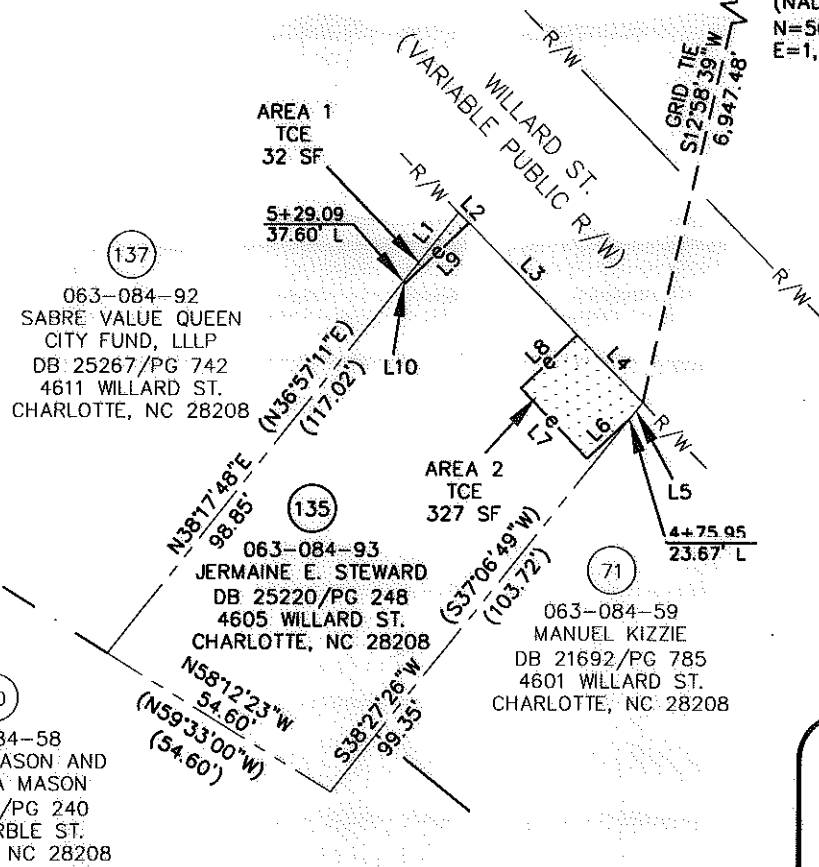 (NAD
N=50
E=1,
GRID TIE
S12°58'39"W
6,947.48'
R/W
WILLARD ST.
(VARIABLE PUBLIC R/W)
R/W
AREA 1
TCE
32 SF
R/W
5+29.09
37.60' L
L1
L2
e
L9
L3
L10
L4
L8
e
e
L7
L6
R/W
L5
4+75.95
23.67' L
AREA 2
TCE
327 SF
137
063-084-92
SABRE VALUE QUEEN
CITY FUND, LLLP
DB 25267/PG 742
4611 WILLARD ST.
CHARLOTTE, NC 28208
(N36°57'11"E)
(117.02')
N38°17'48"E
98.85'
135
063-084-93
JERMAINE E. STEWARD
DB 25220/PG 248
4605 WILLARD ST.
CHARLOTTE, NC 28208
(S37°06'49"W)
(103.72')
S38°27'26"W
99.35'
71
063-084-59
MANUEL KIZZIE
DB 21692/PG 785
4601 WILLARD ST.
CHARLOTTE, NC 28208
N58°12'23"W
54.60'
(N59°33'00"W)
(54.60')
0
84-58
ASON AND
A MASON
/PG 240
RBLE ST.
NC 28208